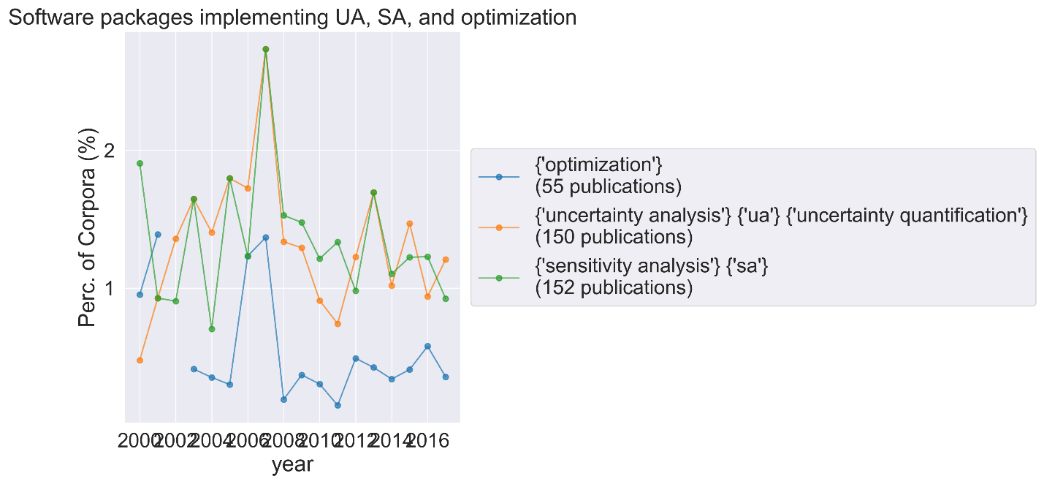 Software packages implementing UA, SA, and optimization
Perc. of Corpora (%)
2
1
2000 2002 2004 2006 2008 2010 2012 2014 2016
year
{'optimization'}
(55 publications)
{'uncertainty analysis'} {'ua'} {'uncertainty quantification'}
(150 publications)
{'sensitivity analysis'} {'sa'}
(152 publications)